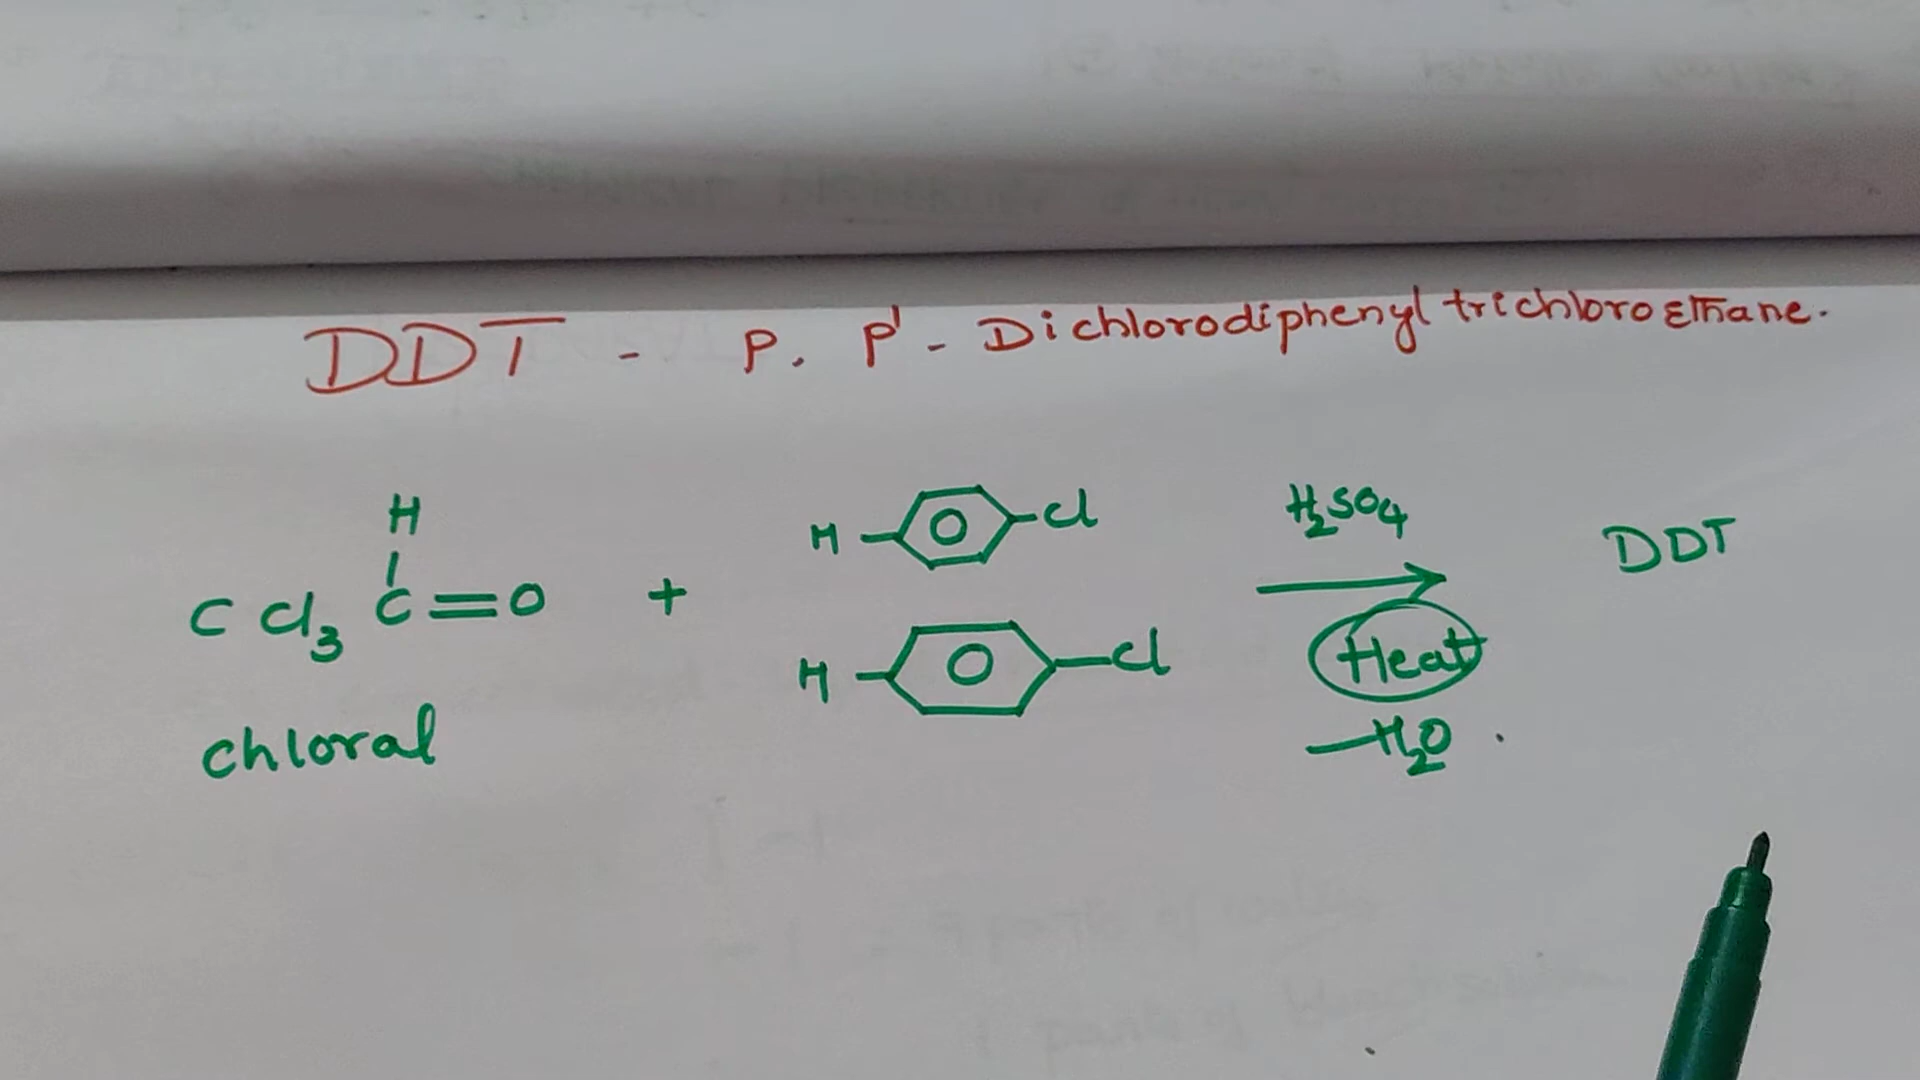 DDT - P, P' - Dichlorodiphenyl trichloroethane.
H
CCl₃ C=O + H Cl H₂SO₄ DDT
H Cl Heat
chloral -H₂O .